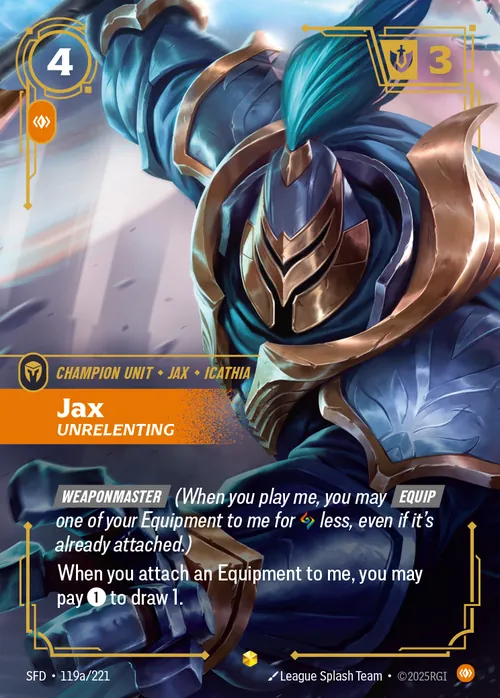 4
3
CHAMPION UNIT • JAX • ICATHIA
Jax
UNRELENTING
WEAPONMASTER (When you play me, you may EQUIP
one of your Equipment to me for less, even if it's
already attached.)
When you attach an Equipment to me, you may
pay 1 to draw 1.
SFD • 119a/221
League Splash Team • ©2025RGI